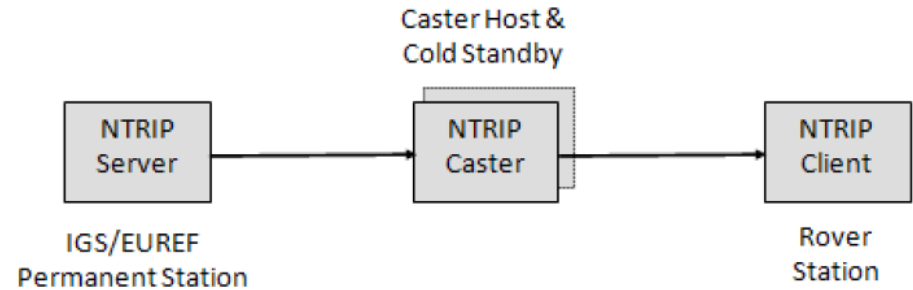 Caster Host &
Cold Standby
NTRIP
Server
NTRIP
Caster
NTRIP
Client
IGS/EUREF
Permanent Station
Rover
Station